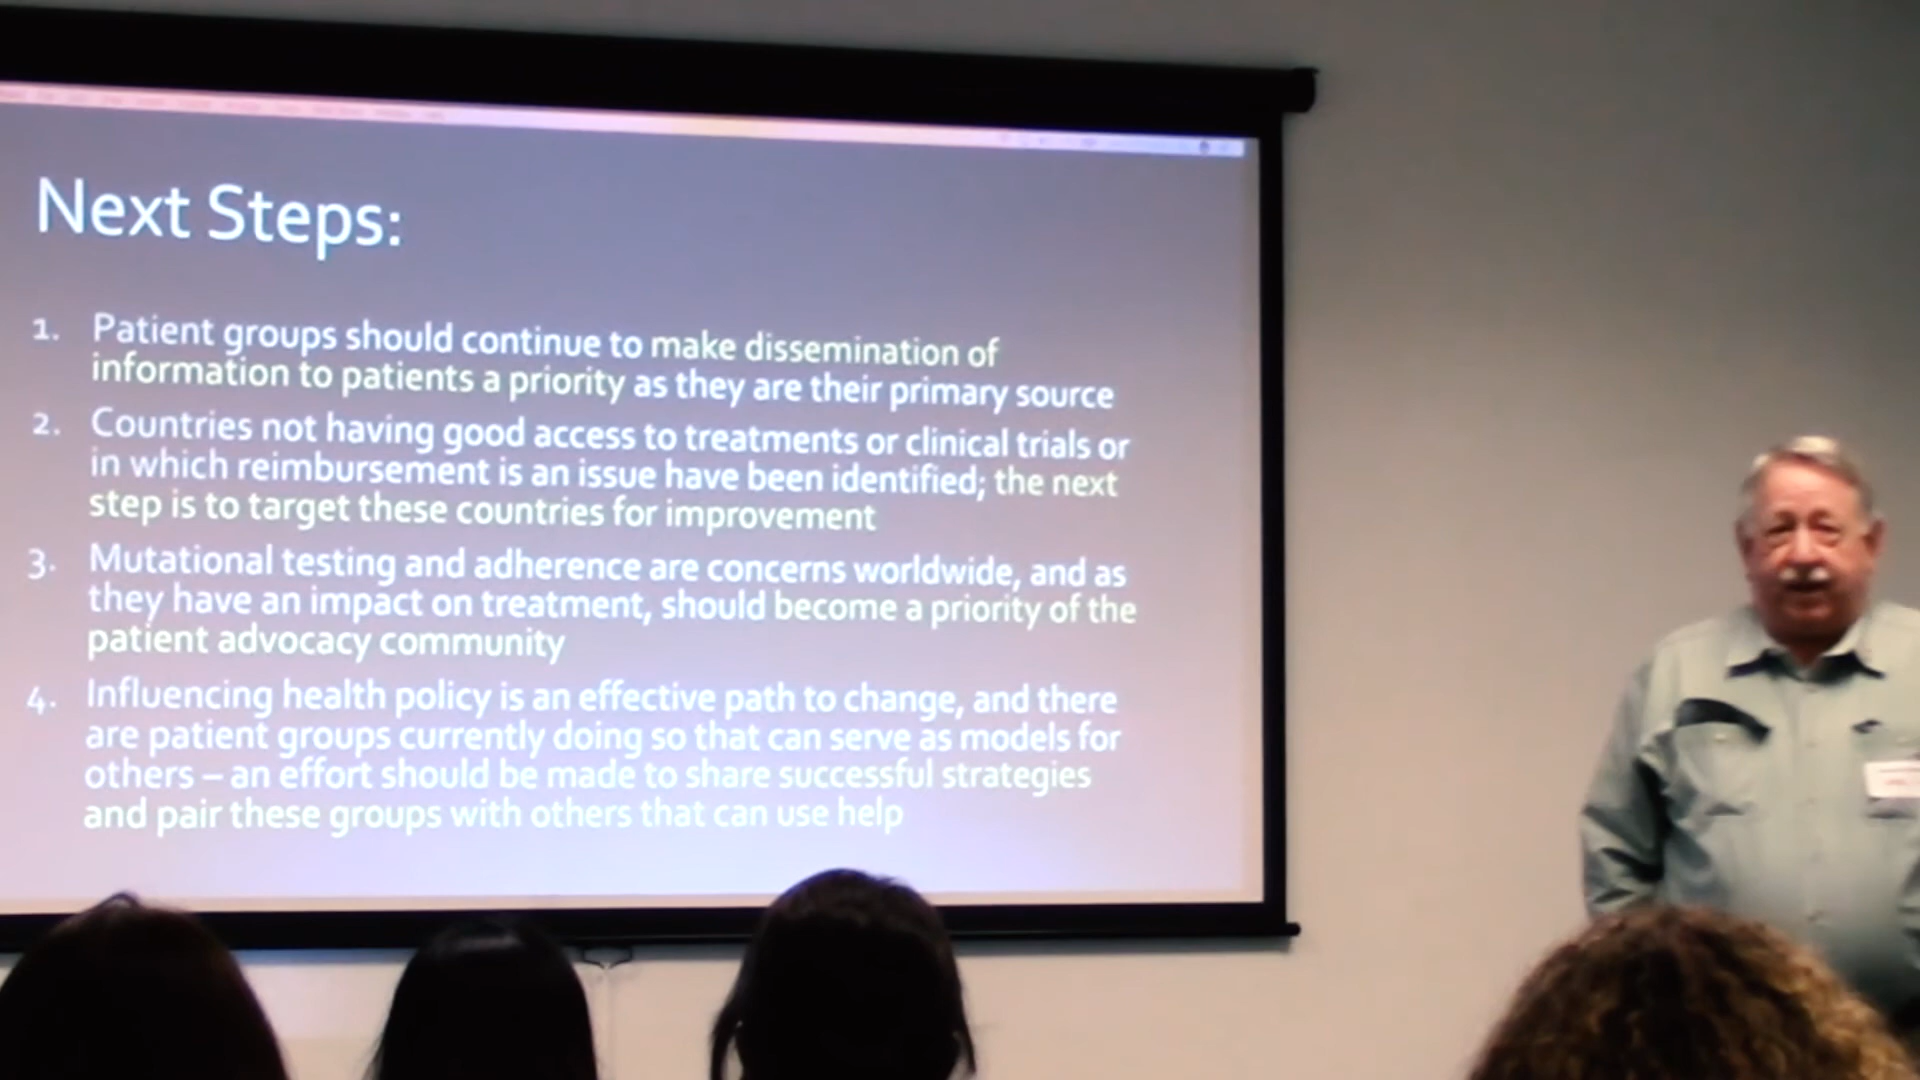 Next Steps:
1. Patient groups should continue to make dissemination of
information to patients a priority as they are their primary source
2. Countries not having good access to treatments or clinical trials or
in which reimbursement is an issue have been identified; the next
step is to target these countries for improvement
3. Mutational testing and adherence are concerns worldwide, and as
they have an impact on treatment, should become a priority of the
patient advocacy community
4. Influencing health policy is an effective path to change, and there
are patient groups currently doing so that can serve as models for
others – an effort should be made to share successful strategies
and pair these groups with others that can use help